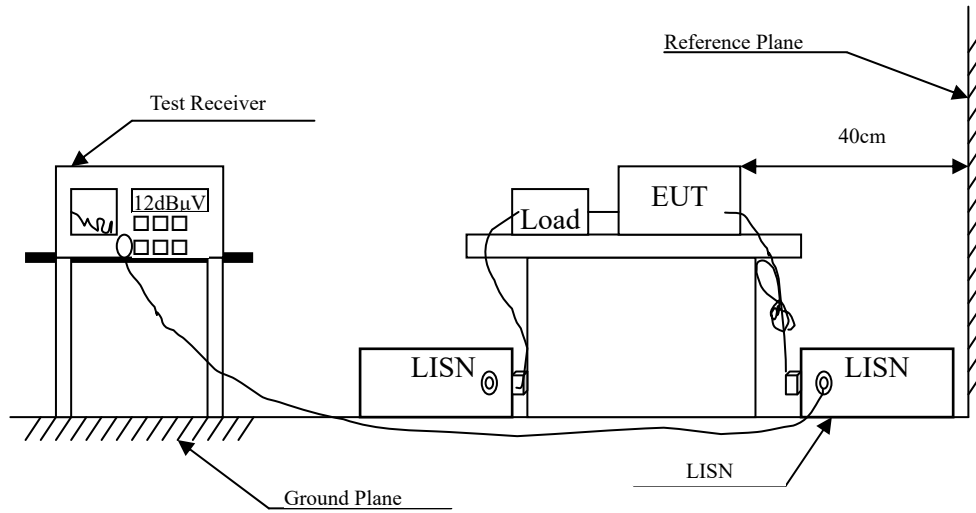 Reference Plane
Test Receiver
40cm
12dBµV
Load
EUT
LISN
LISN
LISN
Ground Plane